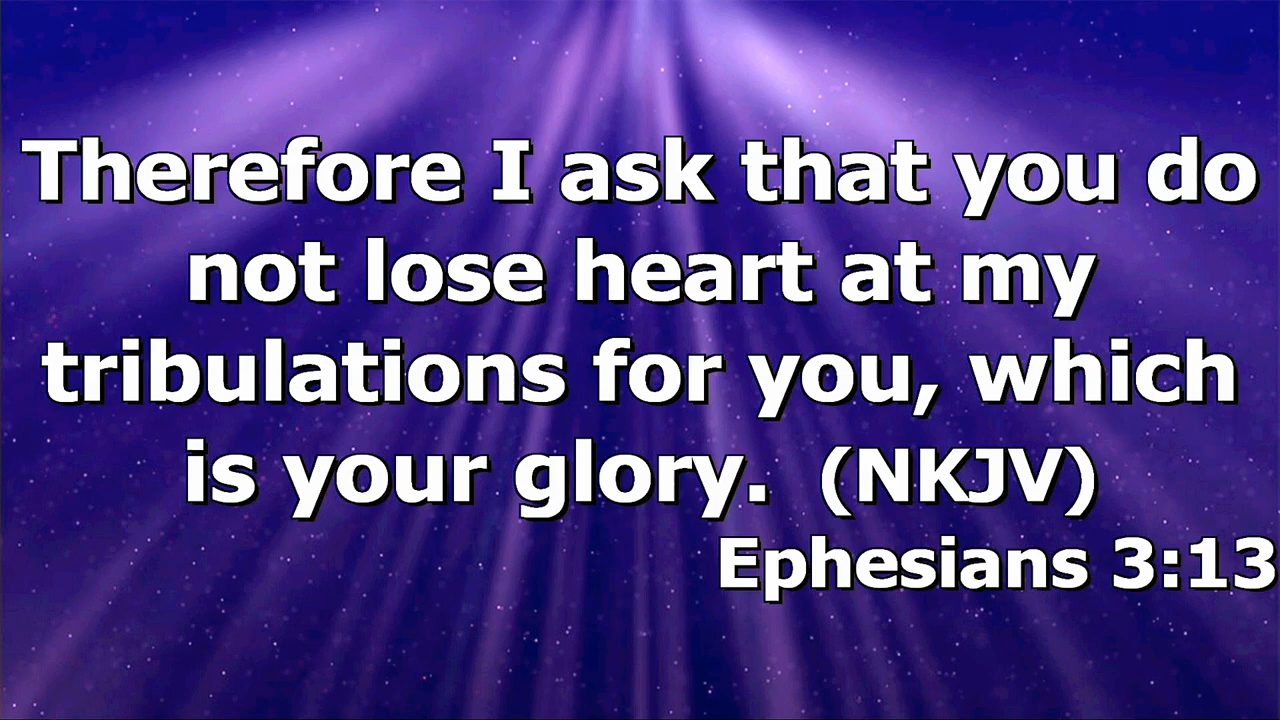 Therefore I ask that you do
not lose heart at my
tribulations for you, which
is your glory.  (NKJV)
Ephesians 3:13